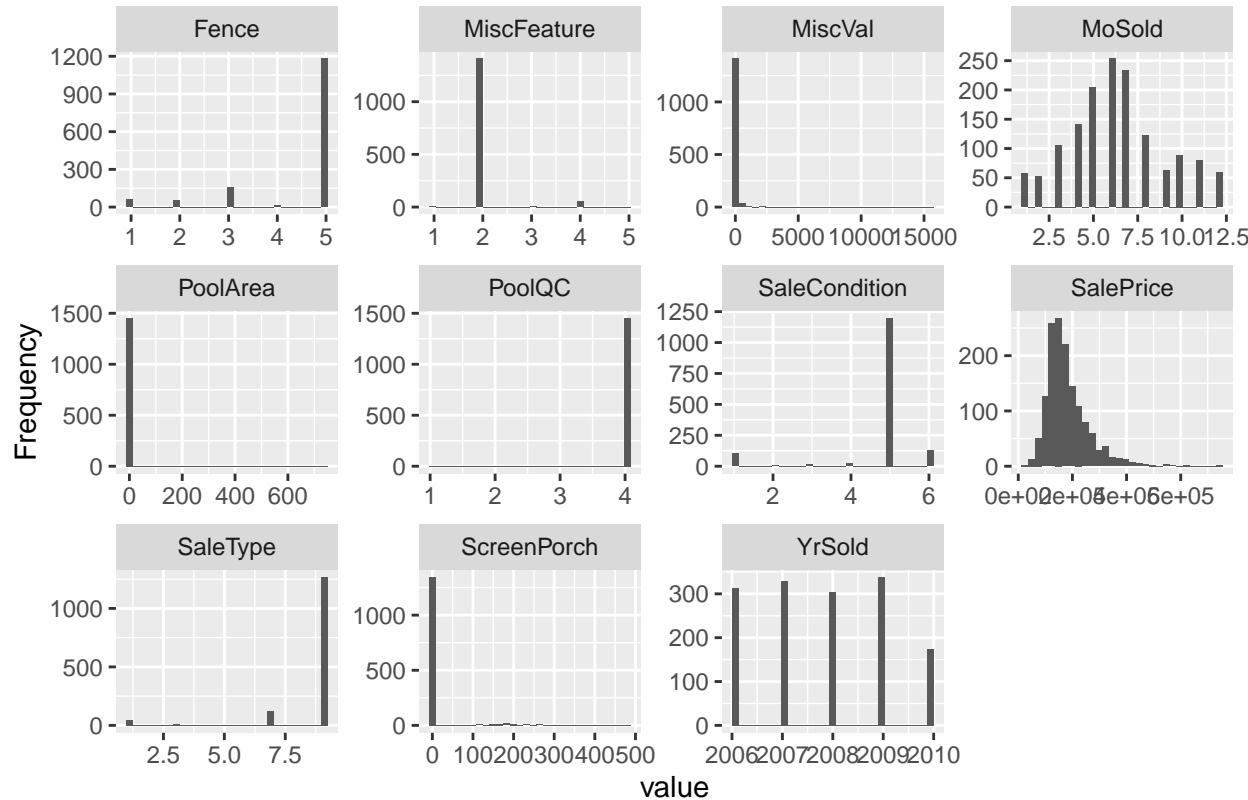 Fence
MiscFeature
MiscVal
MoSold
1200
900
600
300
0
1 2 3 4 5
1000
500
0
1 2 3 4 5
1000
500
0
0 5000 10000 15000
250
200
150
100
50
0
2.5 5.0 7.5 10.0 12.5
PoolArea
PoolQC
SaleCondition
SalePrice
1500
1000
500
0
0 200 400 600
1500
1000
500
0
1 2 3 4
1250
1000
750
500
250
0
2 4 6
200
100
0
0e+00 2e+05 4e+05 6e+05
SaleType
ScreenPorch
YrSold
1000
500
0
2.5 5.0 7.5
1000
500
0
0 100 200 300 400 500
300
200
100
0
2006 2007 2008 2009 2010
Frequency
value